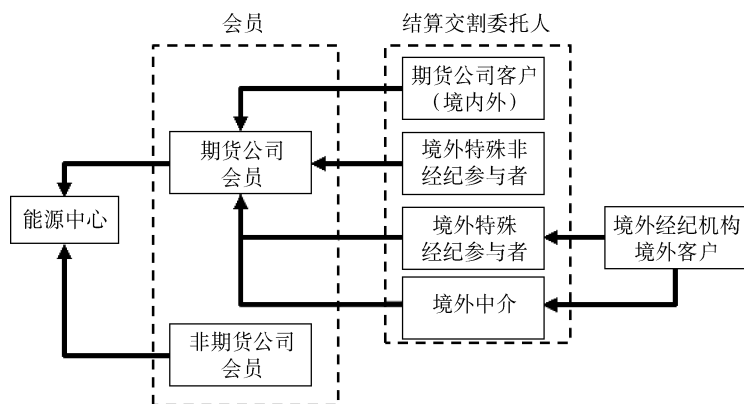 会员
结算交割委托人
期货公司客户
（境内外）
期货公司
会员
境外特殊非
经纪参与者
能源中心
境外特殊
经纪参与者
境外经纪机构
境外客户
境外中介
非期货公司
会员